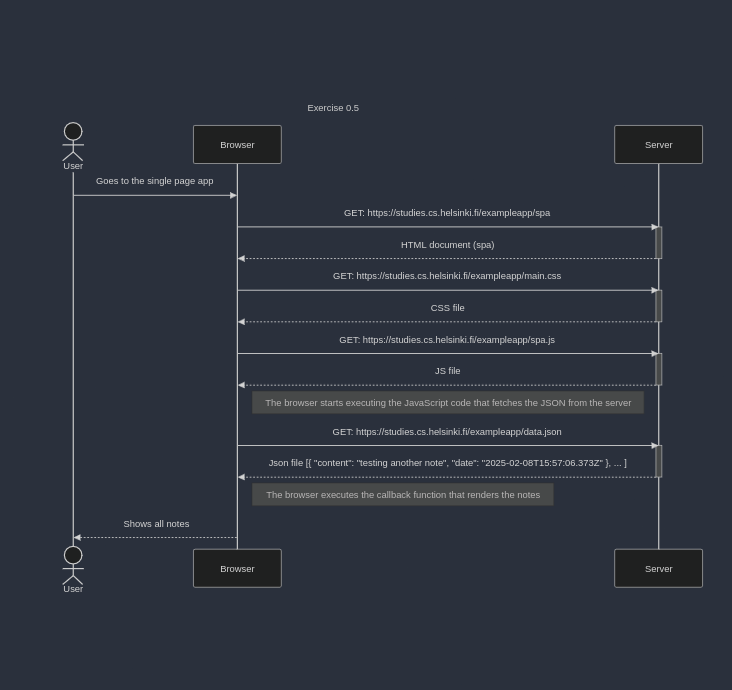 Exercise 0.5
User
Browser
Server
Goes to the single page app
GET: https://studies.cs.helsinki.fi/exampleapp/spa
HTML document (spa)
GET: https://studies.cs.helsinki.fi/exampleapp/main.css
CSS file
GET: https://studies.cs.helsinki.fi/exampleapp/spa.js
JS file
The browser starts executing the JavaScript code that fetches the JSON from the server
GET: https://studies.cs.helsinki.fi/exampleapp/data.json
Json file [{ "content": "testing another note", "date": "2025-02-08T15:57:06.373Z" }, ... ]
The browser executes the callback function that renders the notes
Shows all notes
User
Browser
Server